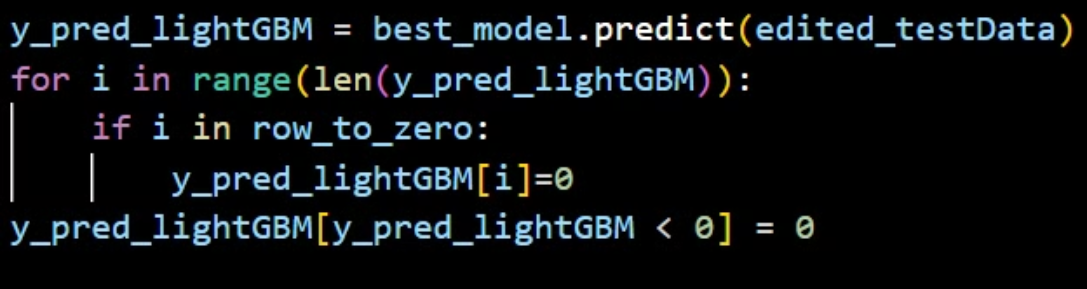 y_pred_lightGBM = best_model.predict(edited_testData)
for i in range(len(y_pred_lightGBM)):
    if i in row_to_zero:
        y_pred_lightGBM[i]=0
y_pred_lightGBM[y_pred_lightGBM < 0] = 0